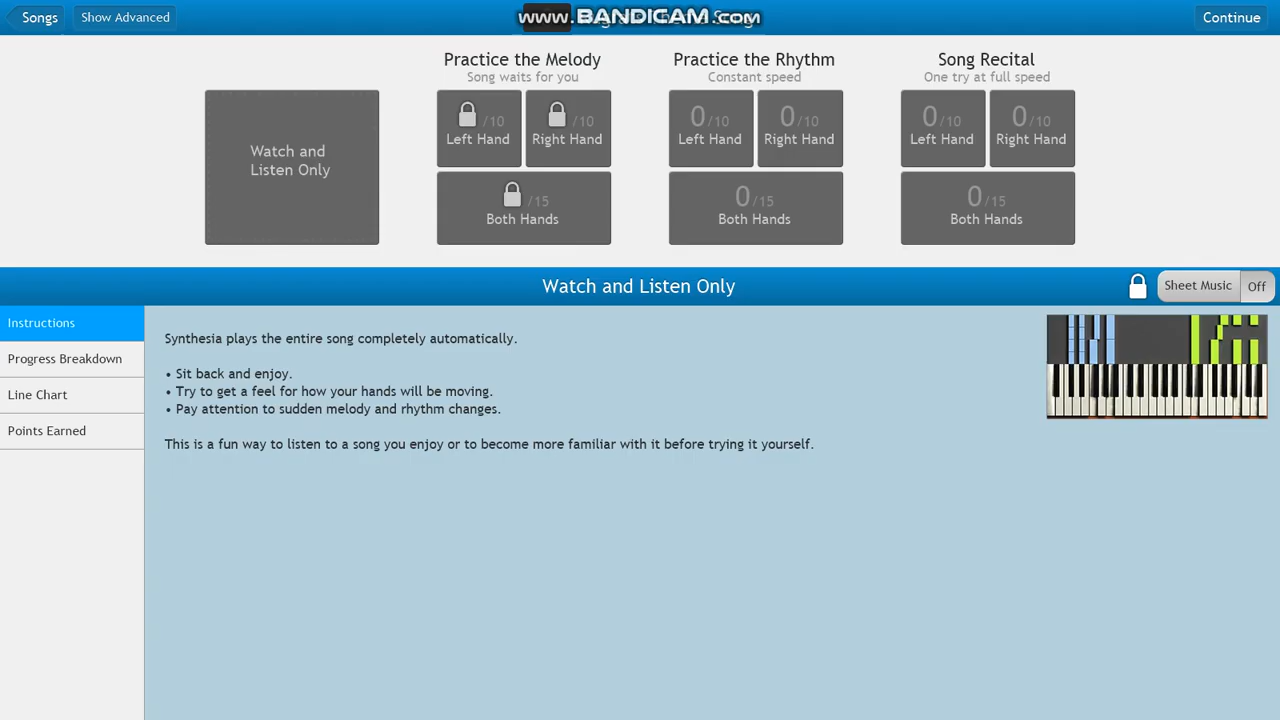 Songs
Show Advanced
www.BANDICAM.com
Continue
Practice the Melody
Song waits for you
/10
Left Hand
/10
Right Hand
/15
Both Hands
Practice the Rhythm
Constant speed
0/10
Left Hand
0/10
Right Hand
0/15
Both Hands
Song Recital
One try at full speed
0/10
Left Hand
0/10
Right Hand
0/15
Both Hands
Watch and
Listen Only
Watch and Listen Only
Sheet Music
Off
Instructions
Progress Breakdown
Line Chart
Points Earned
Synthesia plays the entire song completely automatically.
• Sit back and enjoy.
• Try to get a feel for how your hands will be moving.
• Pay attention to sudden melody and rhythm changes.
This is a fun way to listen to a song you enjoy or to become more familiar with it before trying it yourself.